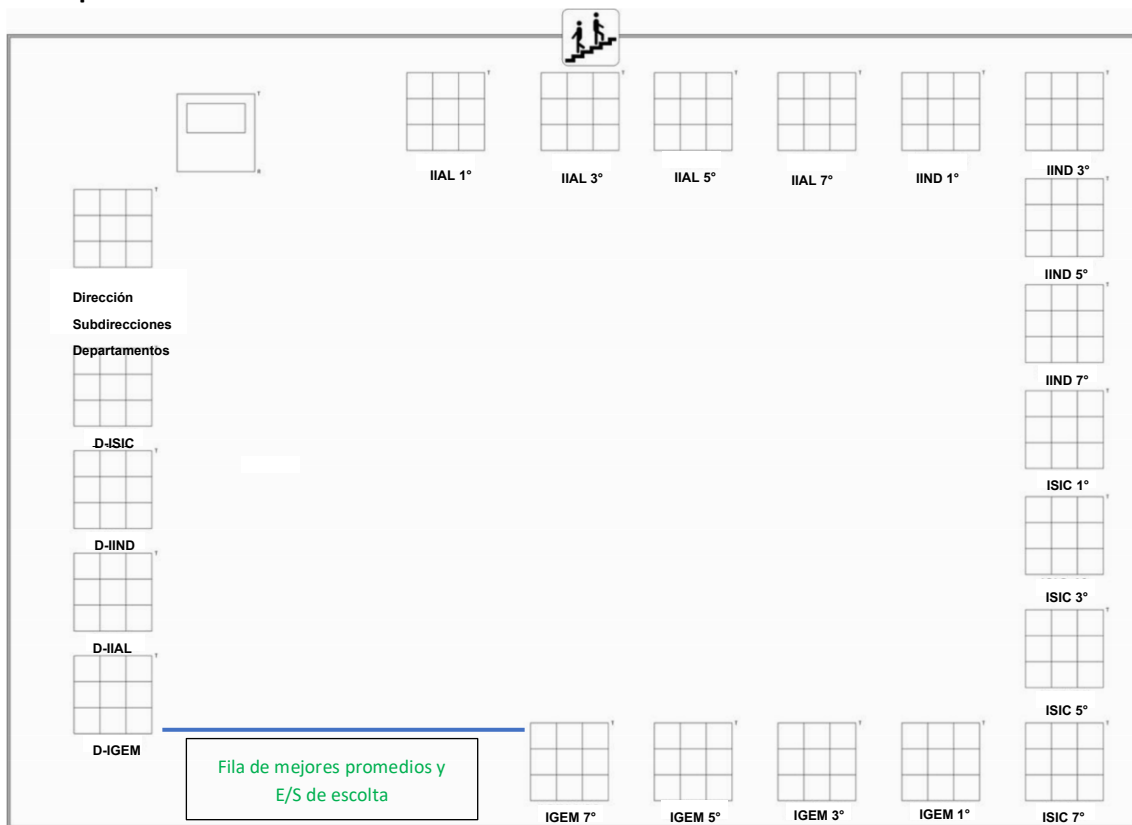 IIAL 1°
IIAL 3°
IIAL 5°
IIAL 7°
IIND 1°
IIND 3°
IIND 5°
Dirección
Subdirecciones
Departamentos
IIND 7°
D-ISIC
ISIC 1°
D-IIND
ISIC 3°
D-IIAL
ISIC 5°
D-IGEM
Fila de mejores promedios y
E/S de escolta
IGEM 7°
IGEM 5°
IGEM 3°
IGEM 1°
ISIC 7°